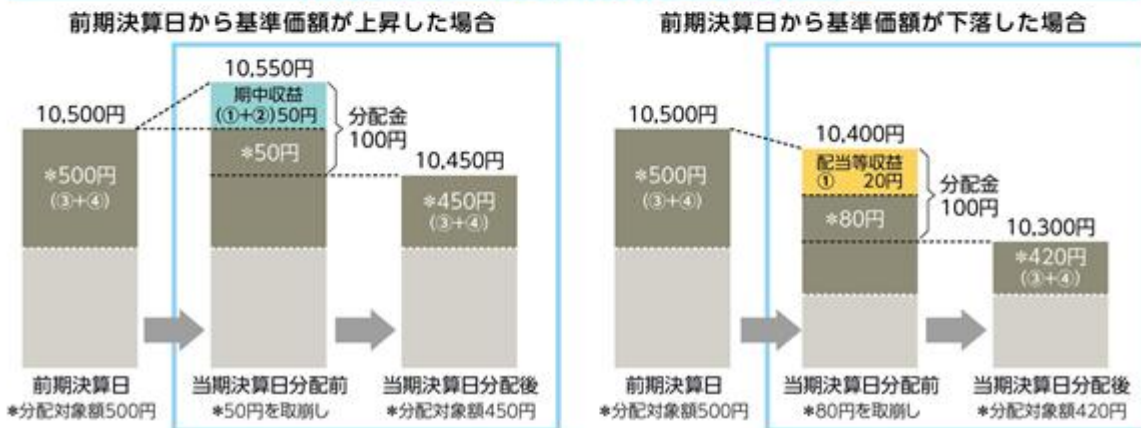 前期決算日から基準価額が上昇した場合
10,500円
*500円
(③+④)
10,550円
期中収益
(①+②)50円
*50円
分配金
100円
10,450円
*450円
(③+④)
前期決算日
*分配対象額500円
当期決算日分配前
*50円を取崩し
当期決算日分配後
*分配対象額450円
前期決算日から基準価額が下落した場合
10,500円
*500円
(③+④)
10,400円
配当等収益
① 20円
*80円
分配金
100円
10,300円
*420円
(③+④)
前期決算日
*分配対象額500円
当期決算日分配前
*80円を取崩し
当期決算日分配後
*分配対象額420円